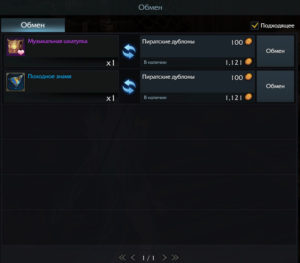 Обмен
Обмен
Подходящее
Музыкальная шкатулка
x1
Пиратские дублоны 100
В наличии 1,121
Обмен
Походное знамя
x1
Пиратские дублоны 100
В наличии 1,121
Обмен
1 / 1